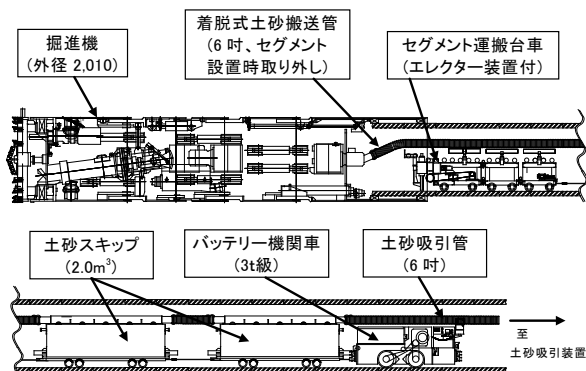 掘進機
(外径 2,010)
着脱式土砂搬送管
(6 吋、セグメント
設置時取り外し)
セグメント運搬台車
(エレクター装置付)
土砂スキップ
(2.0m³)
バッテリー機関車
(3t級)
土砂吸引管
(6 吋)
至
土砂吸引装置